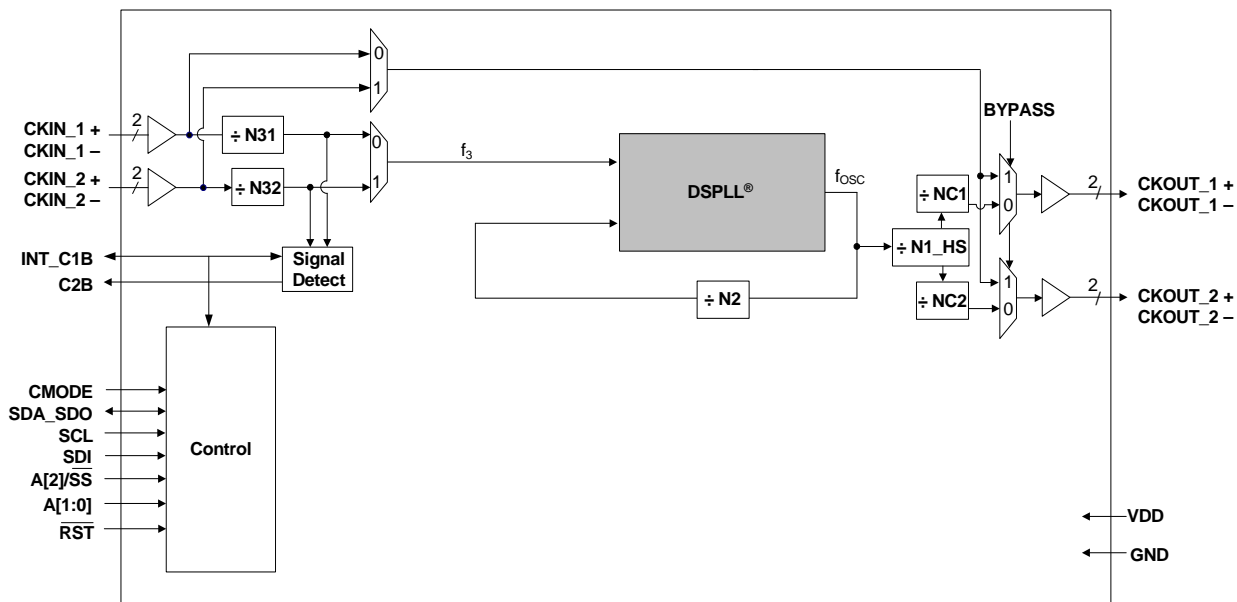 0
1
BYPASS
CKIN_1 +
CKIN_1 –
2
÷ N31
0
1
f3
CKIN_2 +
CKIN_2 –
2
÷ N32
DSPLL®
fOSC
÷ NC1
1
0
2
CKOUT_1 +
CKOUT_1 –
÷ N1_HS
INT_C1B
C2B
Signal
Detect
÷ N2
÷ NC2
1
0
2
CKOUT_2 +
CKOUT_2 –
CMODE
SDA_SDO
SCL
SDI
A[2]/SS
A[1:0]
RST
Control
VDD
GND